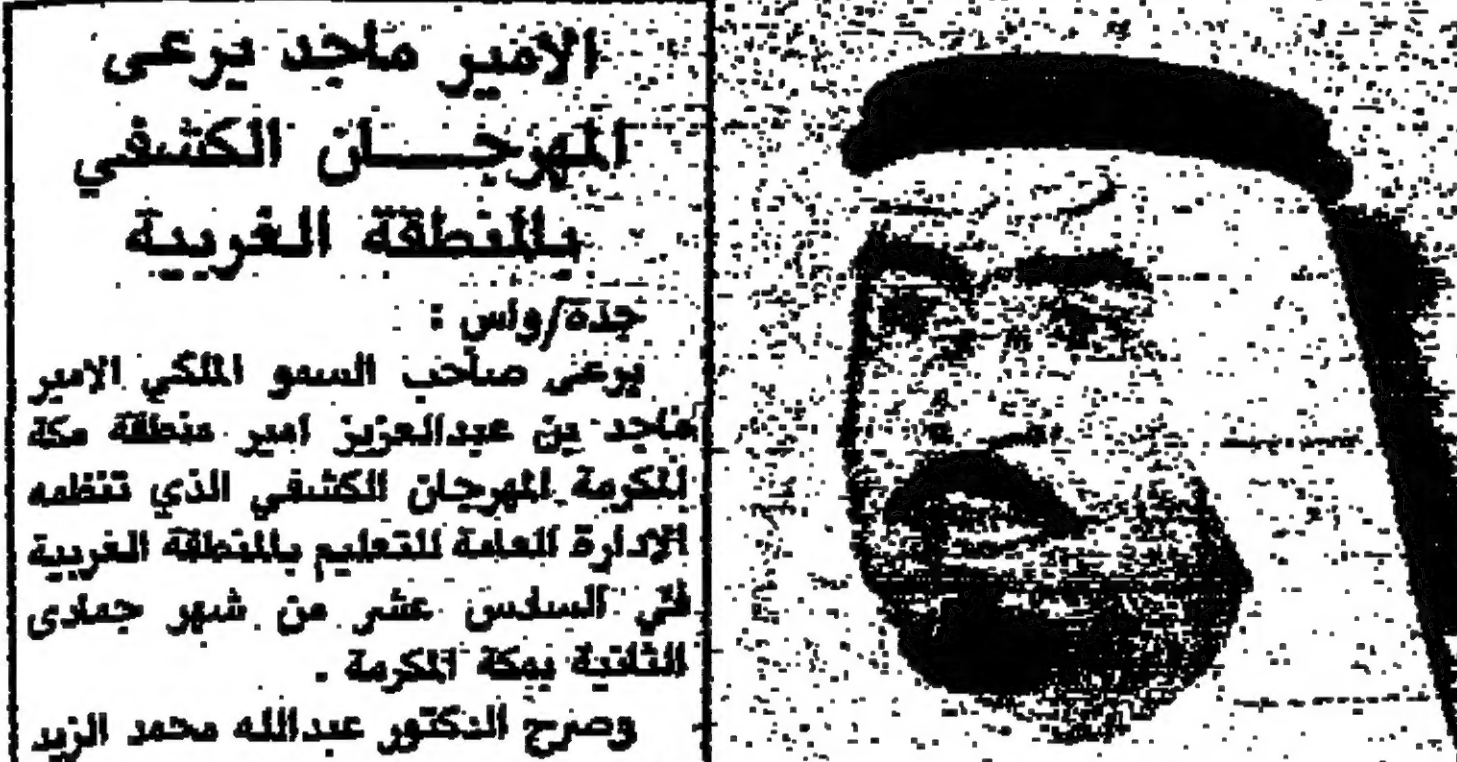 الامير ماجد يرعى
المهرجـــان الكشفي
بالمنطقة الغربية
جدة/واس :
يرعى صاحب السمو الملكي الامير
ماجد بن عبدالعزيز امير منطقة مكة
المكرمة المهرجان الكشفي الذي تنظمه
الادارة العامة للتعليم بالمنطقة الغربية
في السادس عشر من شهر جمادى
الثانية بمكة المكرمة .
وصرح الدكتور عبدالله محمد الزيد